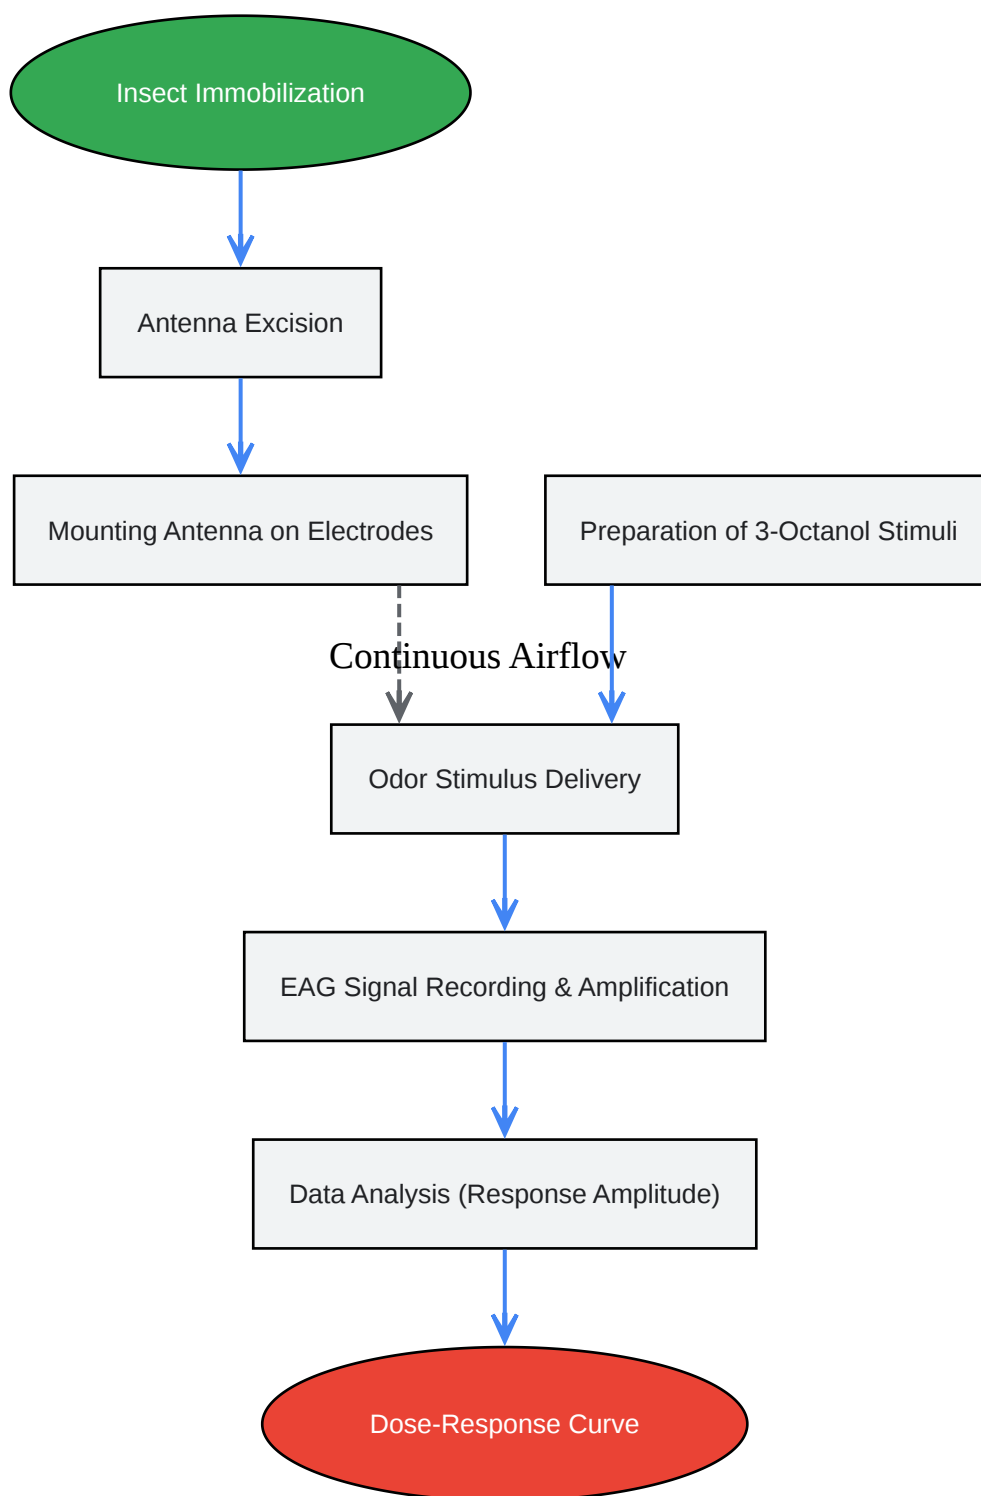 Insect Immobilization
Antenna Excision
Mounting Antenna on Electrodes
Preparation of 3-Octanol Stimuli
Continuous Airflow
Odor Stimulus Delivery
EAG Signal Recording & Amplification
Data Analysis (Response Amplitude)
Dose-Response Curve